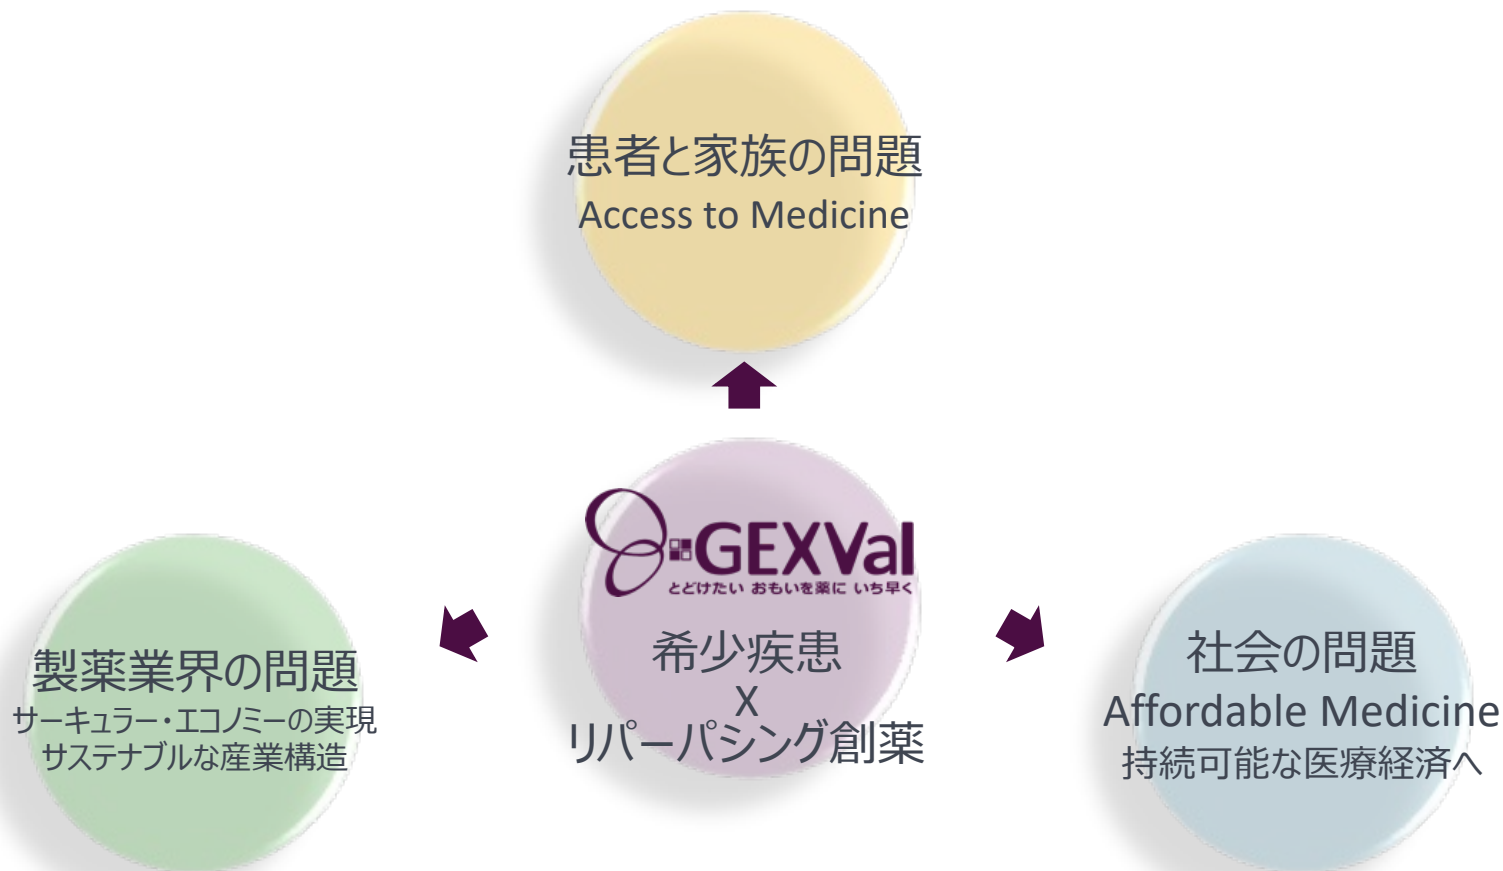 患者と家族の問題
Access to Medicine
GEXVal
とどけたい おもいを薬に いち早く
希少疾患
X
リパーパシング創薬
製薬業界の問題
サーキュラー・エコノミーの実現
サステナブルな産業構造
社会の問題
Affordable Medicine
持続可能な医療経済へ